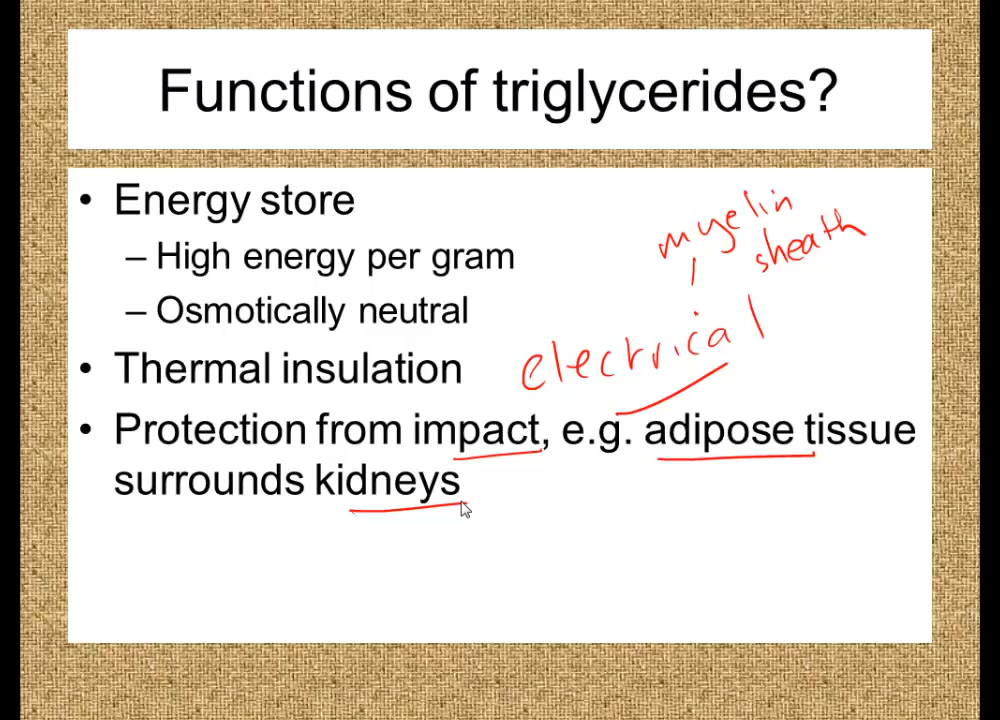 Functions of triglycerides?
• Energy store
– High energy per gram
– Osmotically neutral
myelin
sheath
• Thermal insulation
electrical
• Protection from impact, e.g. adipose tissue
surrounds kidneys